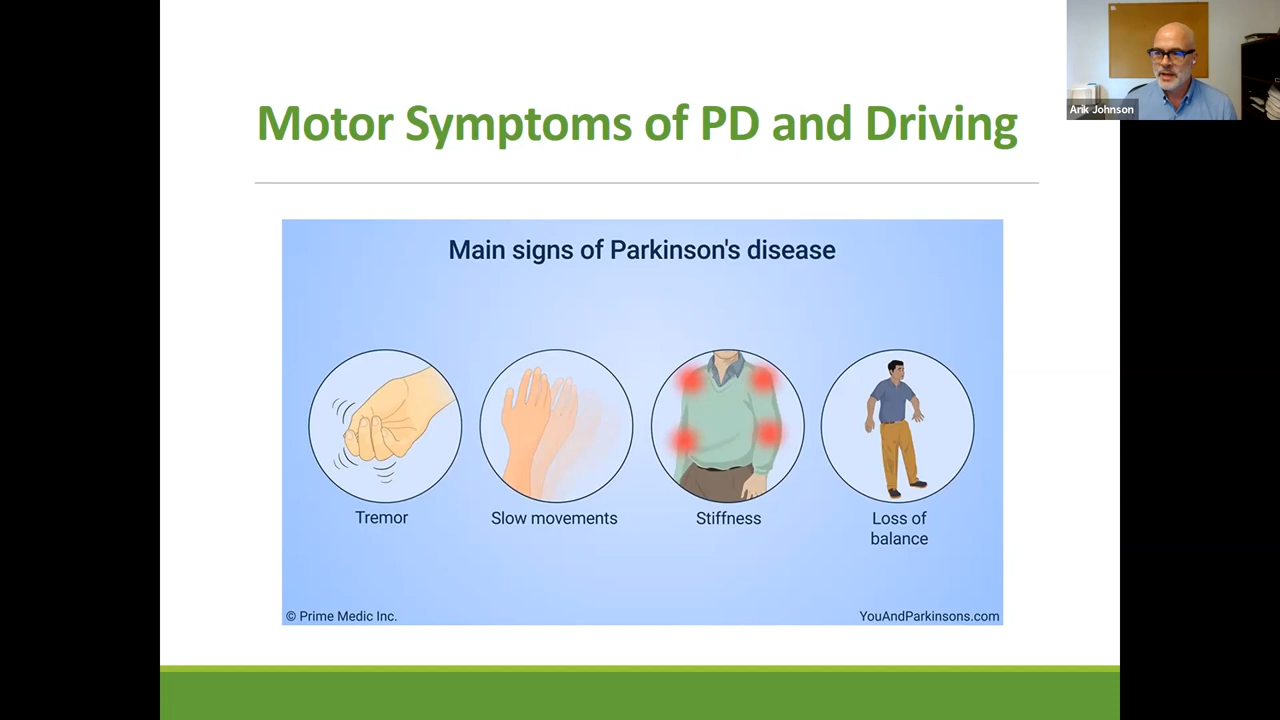 Motor Symptoms of PD and Driving
Arik Johnson
Main signs of Parkinson's disease
Tremor
Slow movements
Stiffness
Loss of
balance
© Prime Medic Inc.
YouAndParkinsons.com